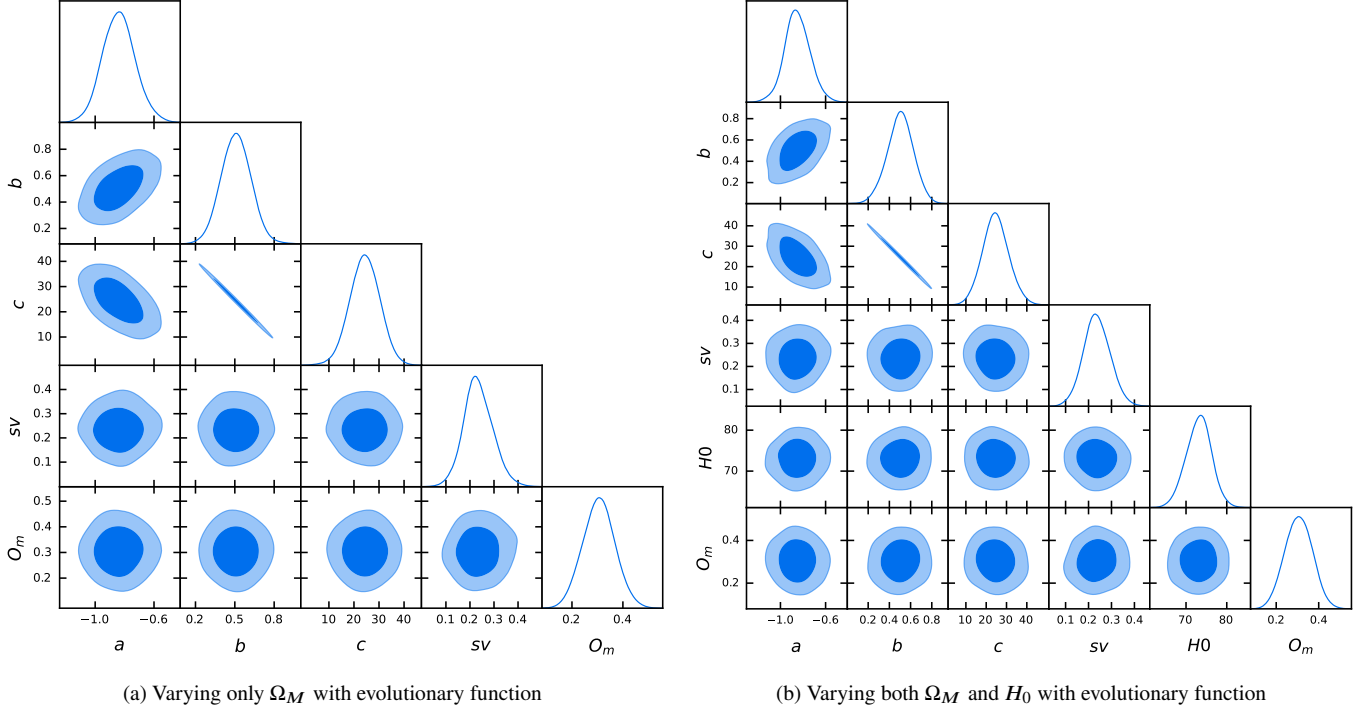 b
0.8
0.6
0.4
0.2
c
40
30
20
10
sv
0.4
0.3
0.2
0.1
O_m
0.5
0.4
0.3
0.2
−1.0 −0.6 0.2 0.5 0.8 10 20 30 40 0.1 0.2 0.3 0.4 0.2 0.4
a b c sv O_m
(a) Varying only Ω_M with evolutionary function
b
0.8
0.6
0.4
0.2
c
40
30
20
10
sv
0.4
0.3
0.2
0.1
H0
80
70
O_m
0.4
0.2
−1.0 −0.6 0.2 0.4 0.6 0.8 10 20 30 40 0.1 0.2 0.3 0.4 70 80 0.2 0.4
a b c sv H0 O_m
(b) Varying both Ω_M and H_0 with evolutionary function